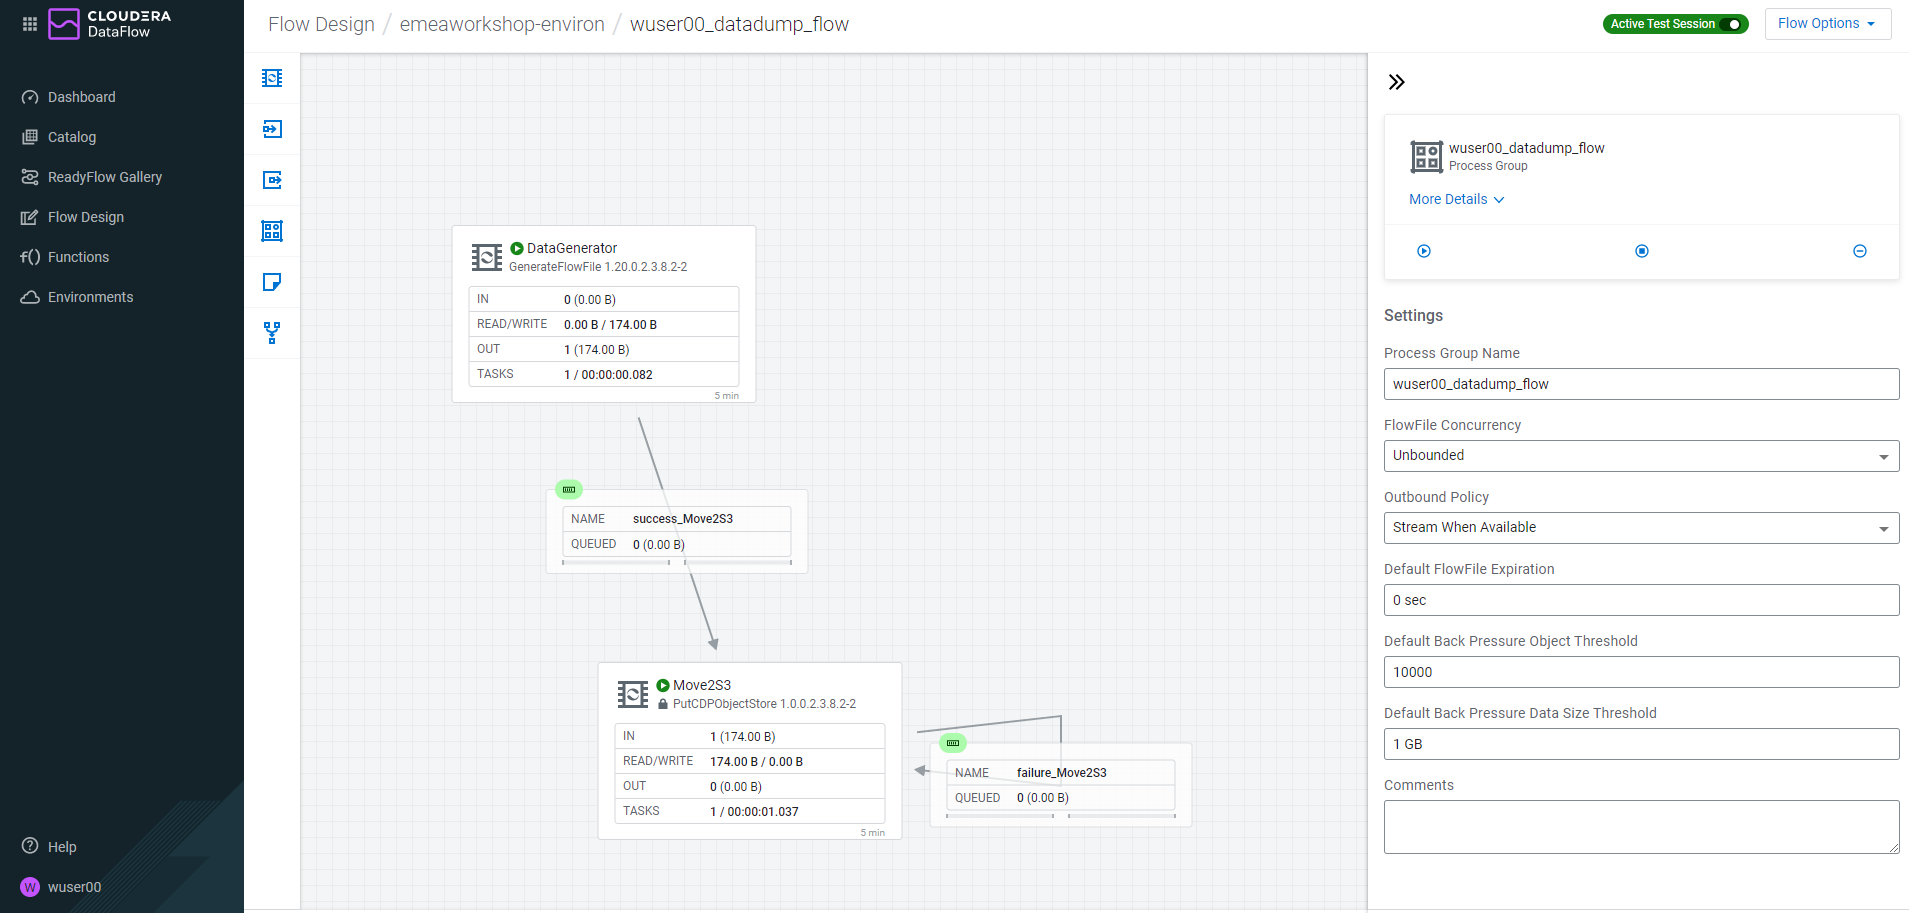 CLOUDERA
DataFlow
Dashboard
Catalog
ReadyFlow Gallery
Flow Design
Functions
Environments
Help
W wuser00
Flow Design / emeaworkshop-environ / wuser00_datadump_flow
Active Test Session
Flow Options
DataGenerator
GenerateFlowFile 1.20.0.2.3.8.2-2
IN 0 (0.00 B)
READ/WRITE 0.00 B / 174.00 B
OUT 1 (174.00 B)
TASKS 1 / 00:00:00.082
5 min
NAME success_Move2S3
QUEUED 0 (0.00 B)
Move2S3
PutCDPObjectStore 1.0.0.2.3.8.2-2
IN 1 (174.00 B)
READ/WRITE 174.00 B / 0.00 B
OUT 0 (0.00 B)
TASKS 1 / 00:00:01.037
5 min
NAME failure_Move2S3
QUEUED 0 (0.00 B)
wuser00_datadump_flow
Process Group
More Details
Settings
Process Group Name
wuser00_datadump_flow
FlowFile Concurrency
Unbounded
Outbound Policy
Stream When Available
Default FlowFile Expiration
0 sec
Default Back Pressure Object Threshold
10000
Default Back Pressure Data Size Threshold
1 GB
Comments